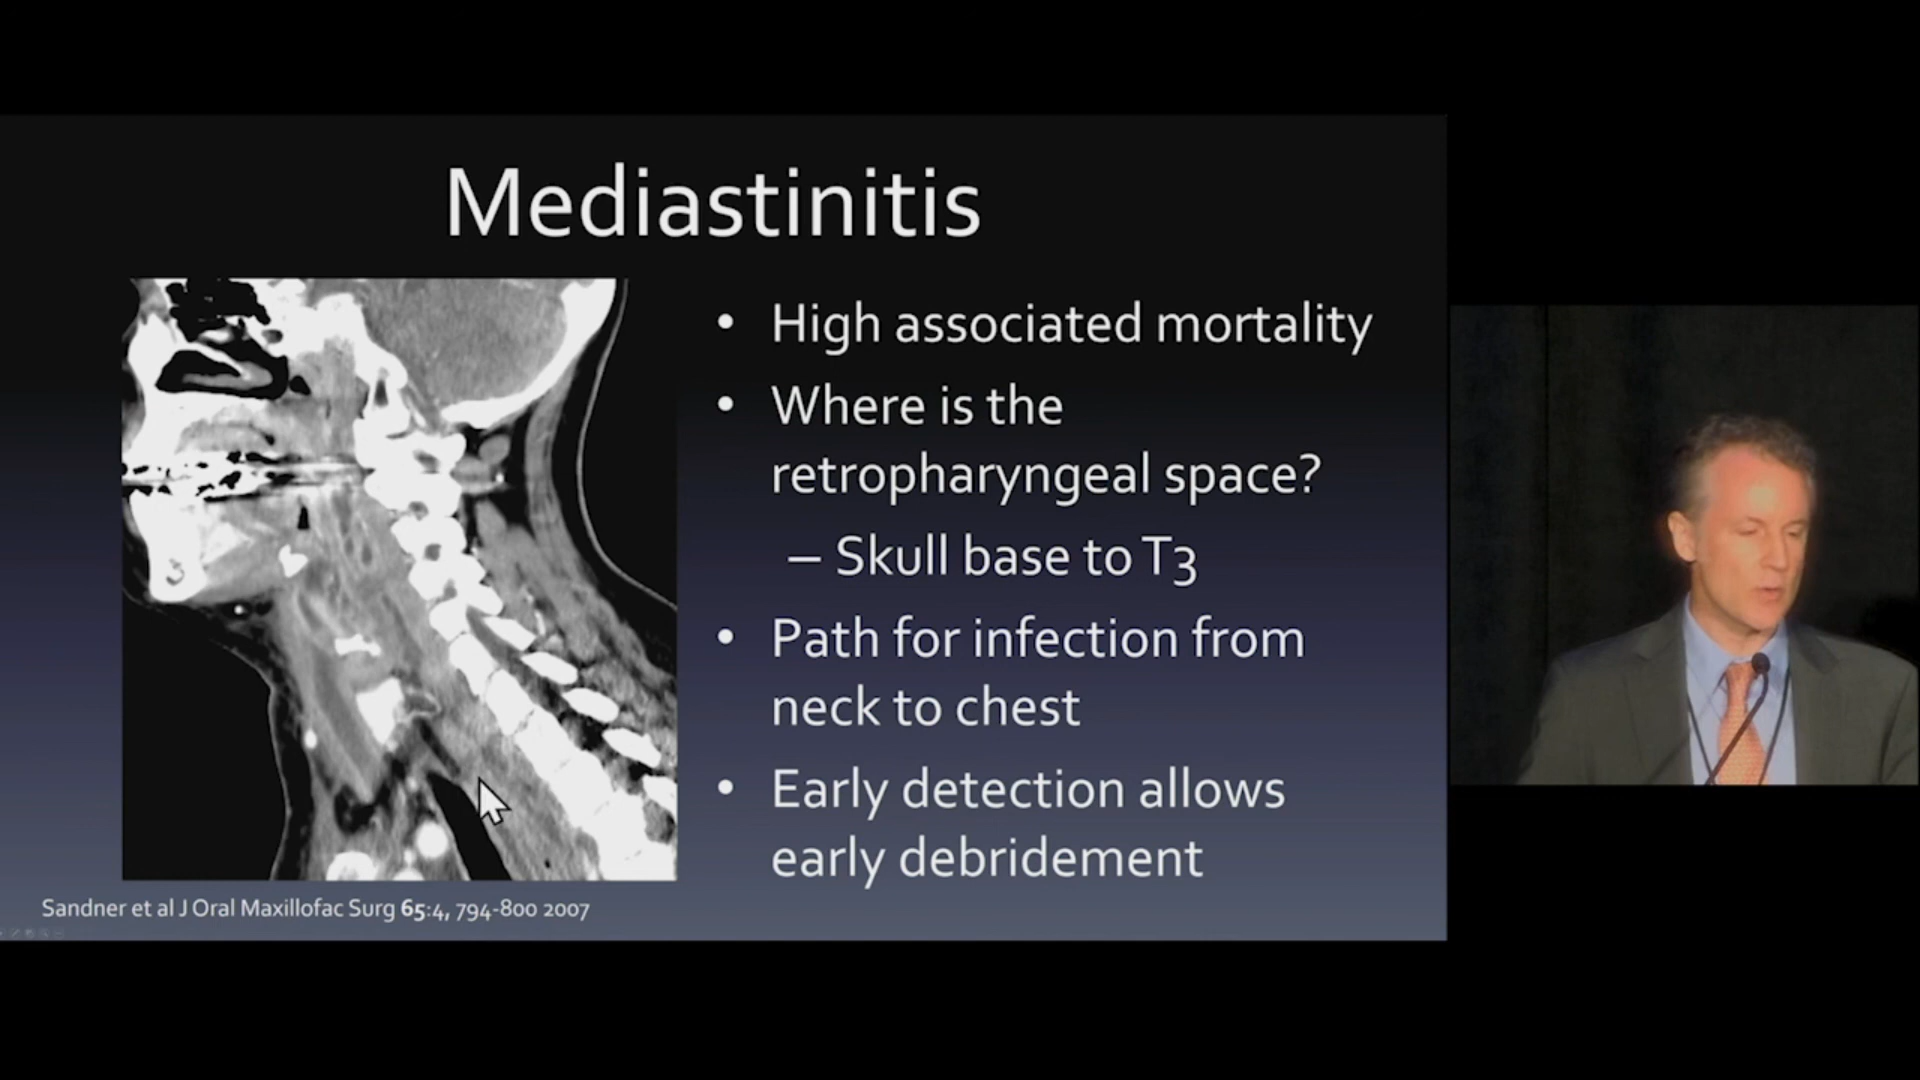 Mediastinitis
• High associated mortality
• Where is the
retropharyngeal space?
– Skull base to T3
• Path for infection from
neck to chest
• Early detection allows
early debridement
Sandner et al J Oral Maxillofac Surg 65:4, 794-800 2007